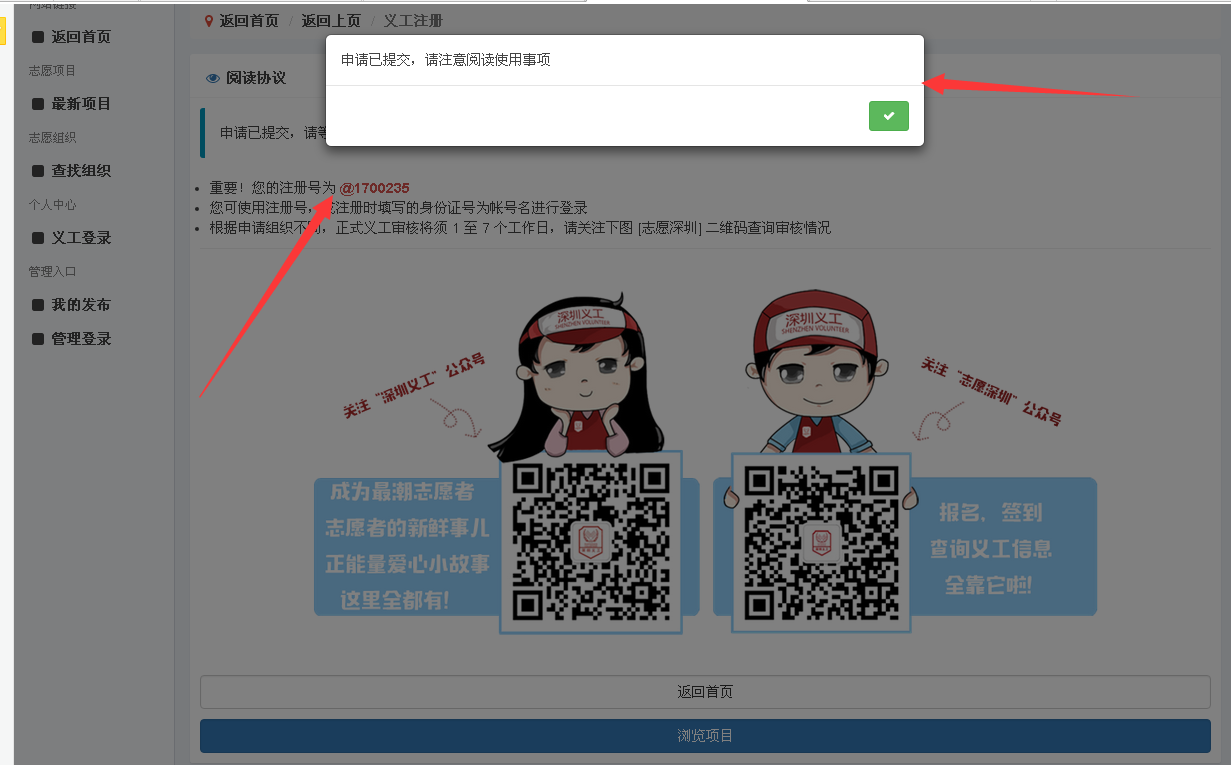 网站链接
返回首页
志愿项目
最新项目
志愿组织
查找组织
个人中心
义工登录
管理入口
我的发布
管理登录
返回首页 / 返回上页 / 义工注册
申请已提交，请注意阅读使用事项
阅读协议
申请已提交，请等
重要！您的注册号为 @1700235
您可使用注册号，或注册时填写的身份证号为帐号名进行登录
根据申请组织不同，正式义工审核将须 1 至 7 个工作日，请关注下图 [志愿深圳] 二维码查询审核情况
深圳义工
SHENZHEN VOLUNTEER
关注“深圳义工”公众号
成为最潮志愿者
志愿者的新鲜事儿
正能量爱心小故事
这里全都有!
深圳义工
SHENZHEN VOLUNTEER
关注“志愿深圳”公众号
报名，签到
查询义工信息
全靠它啦!
返回首页
浏览项目